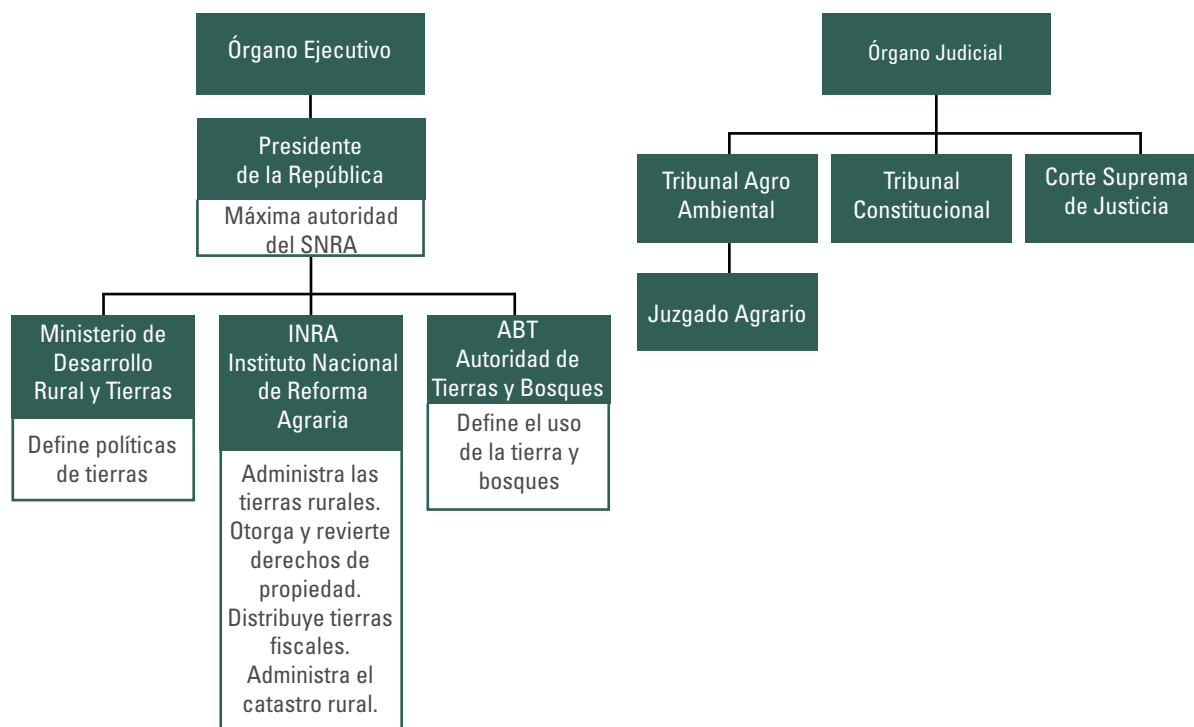 Órgano Ejecutivo
Presidente
de la República
Máxima autoridad
del SNRA
Ministerio de
Desarrollo
Rural y Tierras
Define políticas
de tierras
INRA
Instituto Nacional
de Reforma
Agraria
Administra las
tierras rurales.
Otorga y revierte
derechos de
propiedad.
Distribuye tierras
fiscales.
Administra el
catastro rural.
ABT
Autoridad de
Tierras y Bosques
Define el uso
de la tierra y
bosques
Órgano Judicial
Tribunal Agro
Ambiental
Juzgado Agrario
Tribunal
Constitucional
Corte Suprema
de Justicia